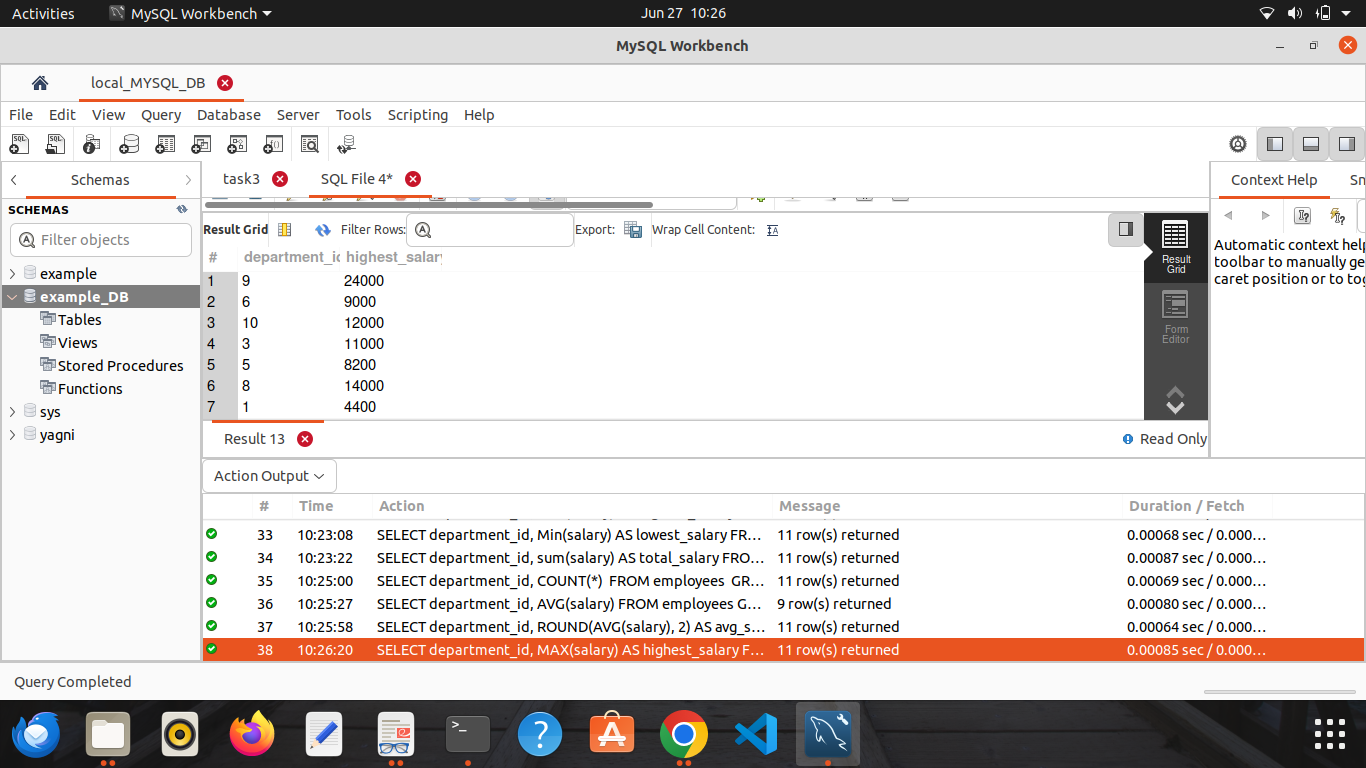 Activities MySQL Workbench Jun 27 10:26
MySQL Workbench
local_MYSQL_DB
File Edit View Query Database Server Tools Scripting Help
Schemas
SCHEMAS
Filter objects
example
example_DB
Tables
Views
Stored Procedures
Functions
sys
yagni
task3 SQL File 4*
Result Grid Filter Rows: Export: Wrap Cell Content:
# department_id highest_salary
1 9 24000
2 6 9000
3 10 12000
4 3 11000
5 5 8200
6 8 14000
7 1 4400
Result Grid
Form Editor
Result 13 Read Only
Context Help Sn
Automatic context help
toolbar to manually ge
caret position or to tog
Action Output
# Time Action Message Duration / Fetch
33 10:23:08 SELECT department_id, Min(salary) AS lowest_salary FR... 11 row(s) returned 0.00068 sec / 0.000...
34 10:23:22 SELECT department_id, sum(salary) AS total_salary FRO... 11 row(s) returned 0.00087 sec / 0.000...
35 10:25:00 SELECT department_id, COUNT(*) FROM employees GR... 11 row(s) returned 0.00069 sec / 0.000...
36 10:25:27 SELECT department_id, AVG(salary) FROM employees G... 9 row(s) returned 0.00080 sec / 0.000...
37 10:25:58 SELECT department_id, ROUND(AVG(salary), 2) AS avg_s... 11 row(s) returned 0.00064 sec / 0.000...
38 10:26:20 SELECT department_id, MAX(salary) AS highest_salary F... 11 row(s) returned 0.00085 sec / 0.000...
Query Completed